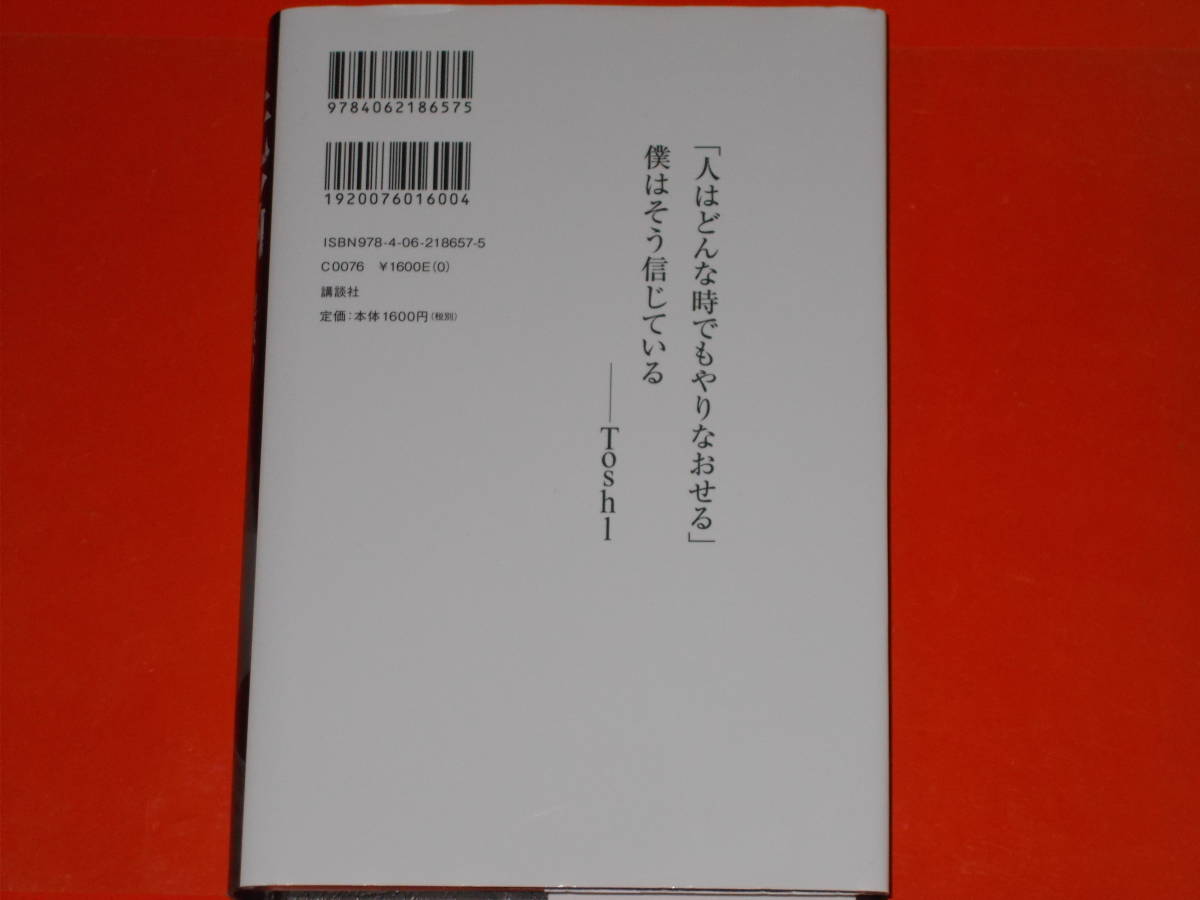 「人はどんな時でもやりなおせる」
僕はそう信じている
——Toshl
9784062186575
1920076016004
ISBN978-4-06-218657-5
C0076 ¥1600E(0)
講談社
定価:本体1600円(税別)